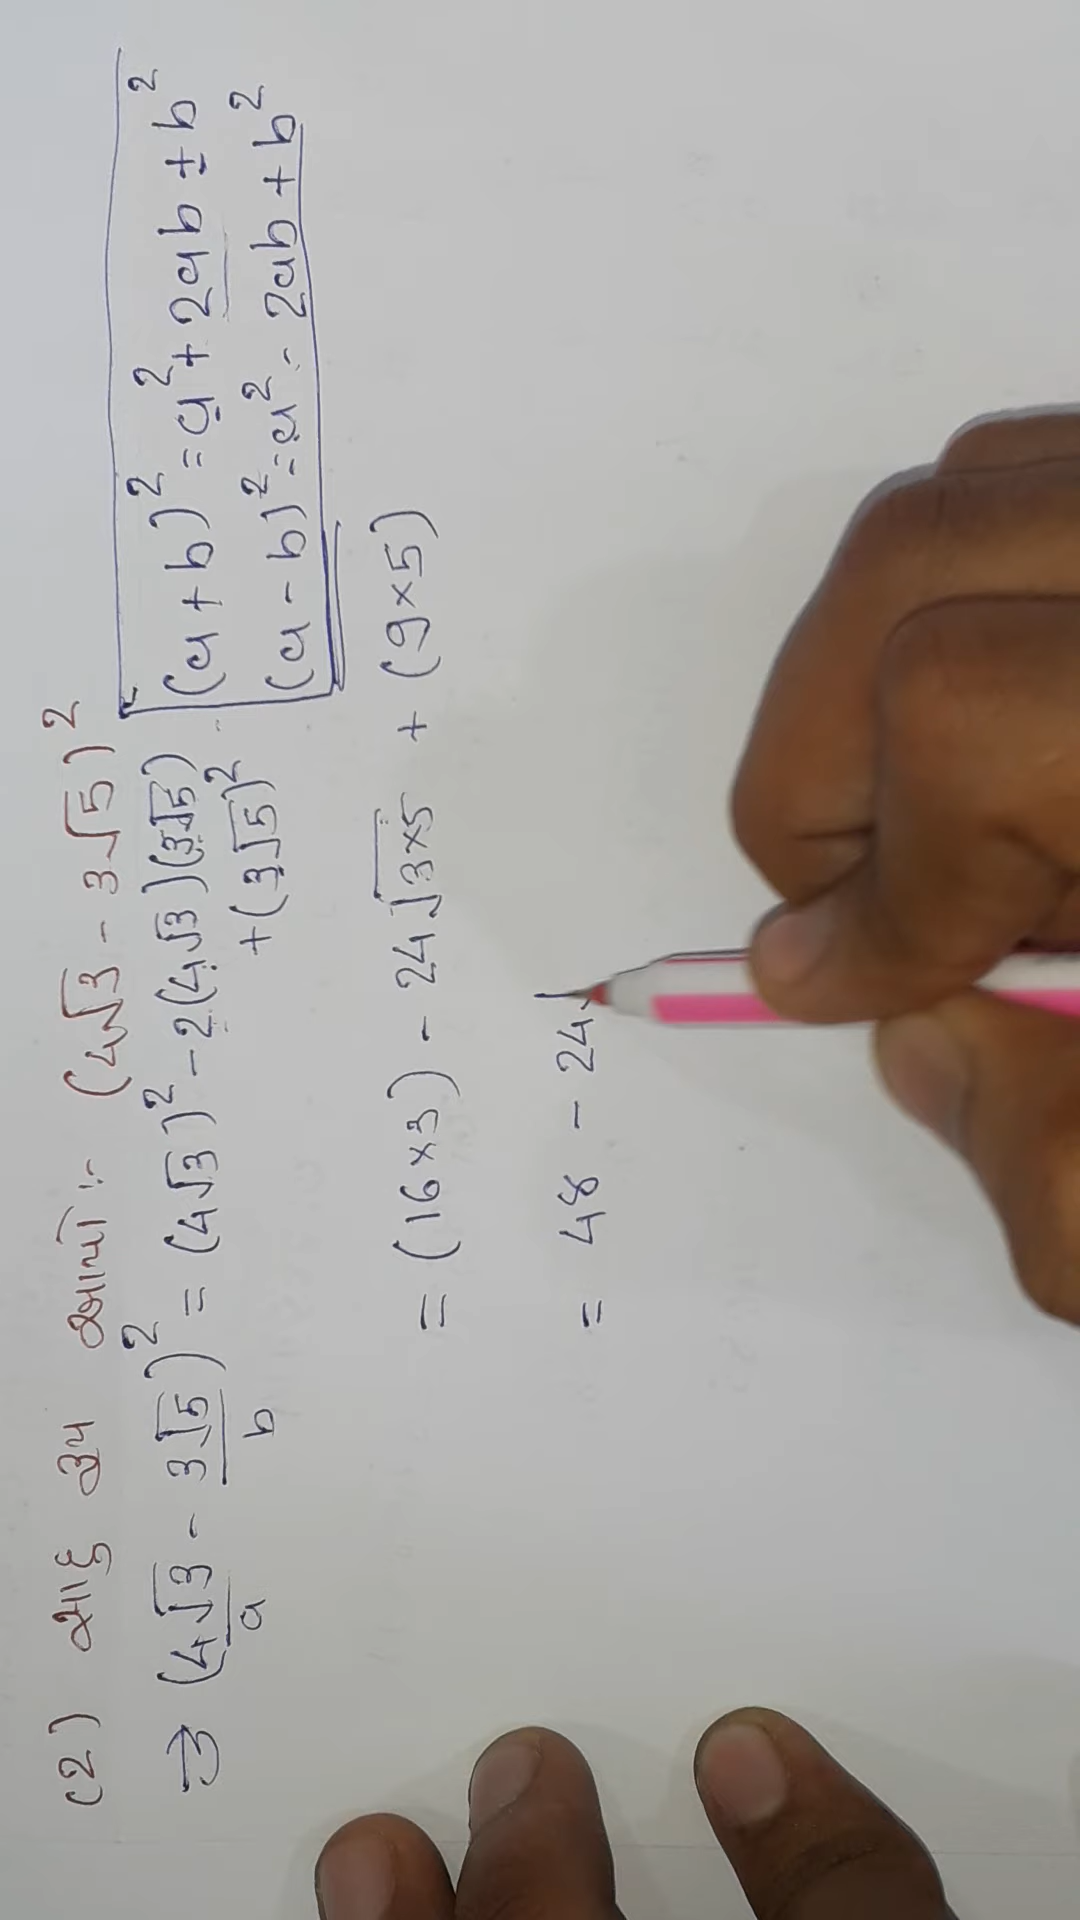 (2) સાદુ રૂપ આપો :- (4√3 - 3√5)²
⇒ (4√3 - 3√5)² = (4√3)² - 2(4√3)(3√5)
+ (3√5)²
a b
(a + b)² = a² + 2ab ± b²
(a - b)² = a² - 2ab + b²
= (16×3) - 24√3×5 + (9×5)
= 48 - 24√